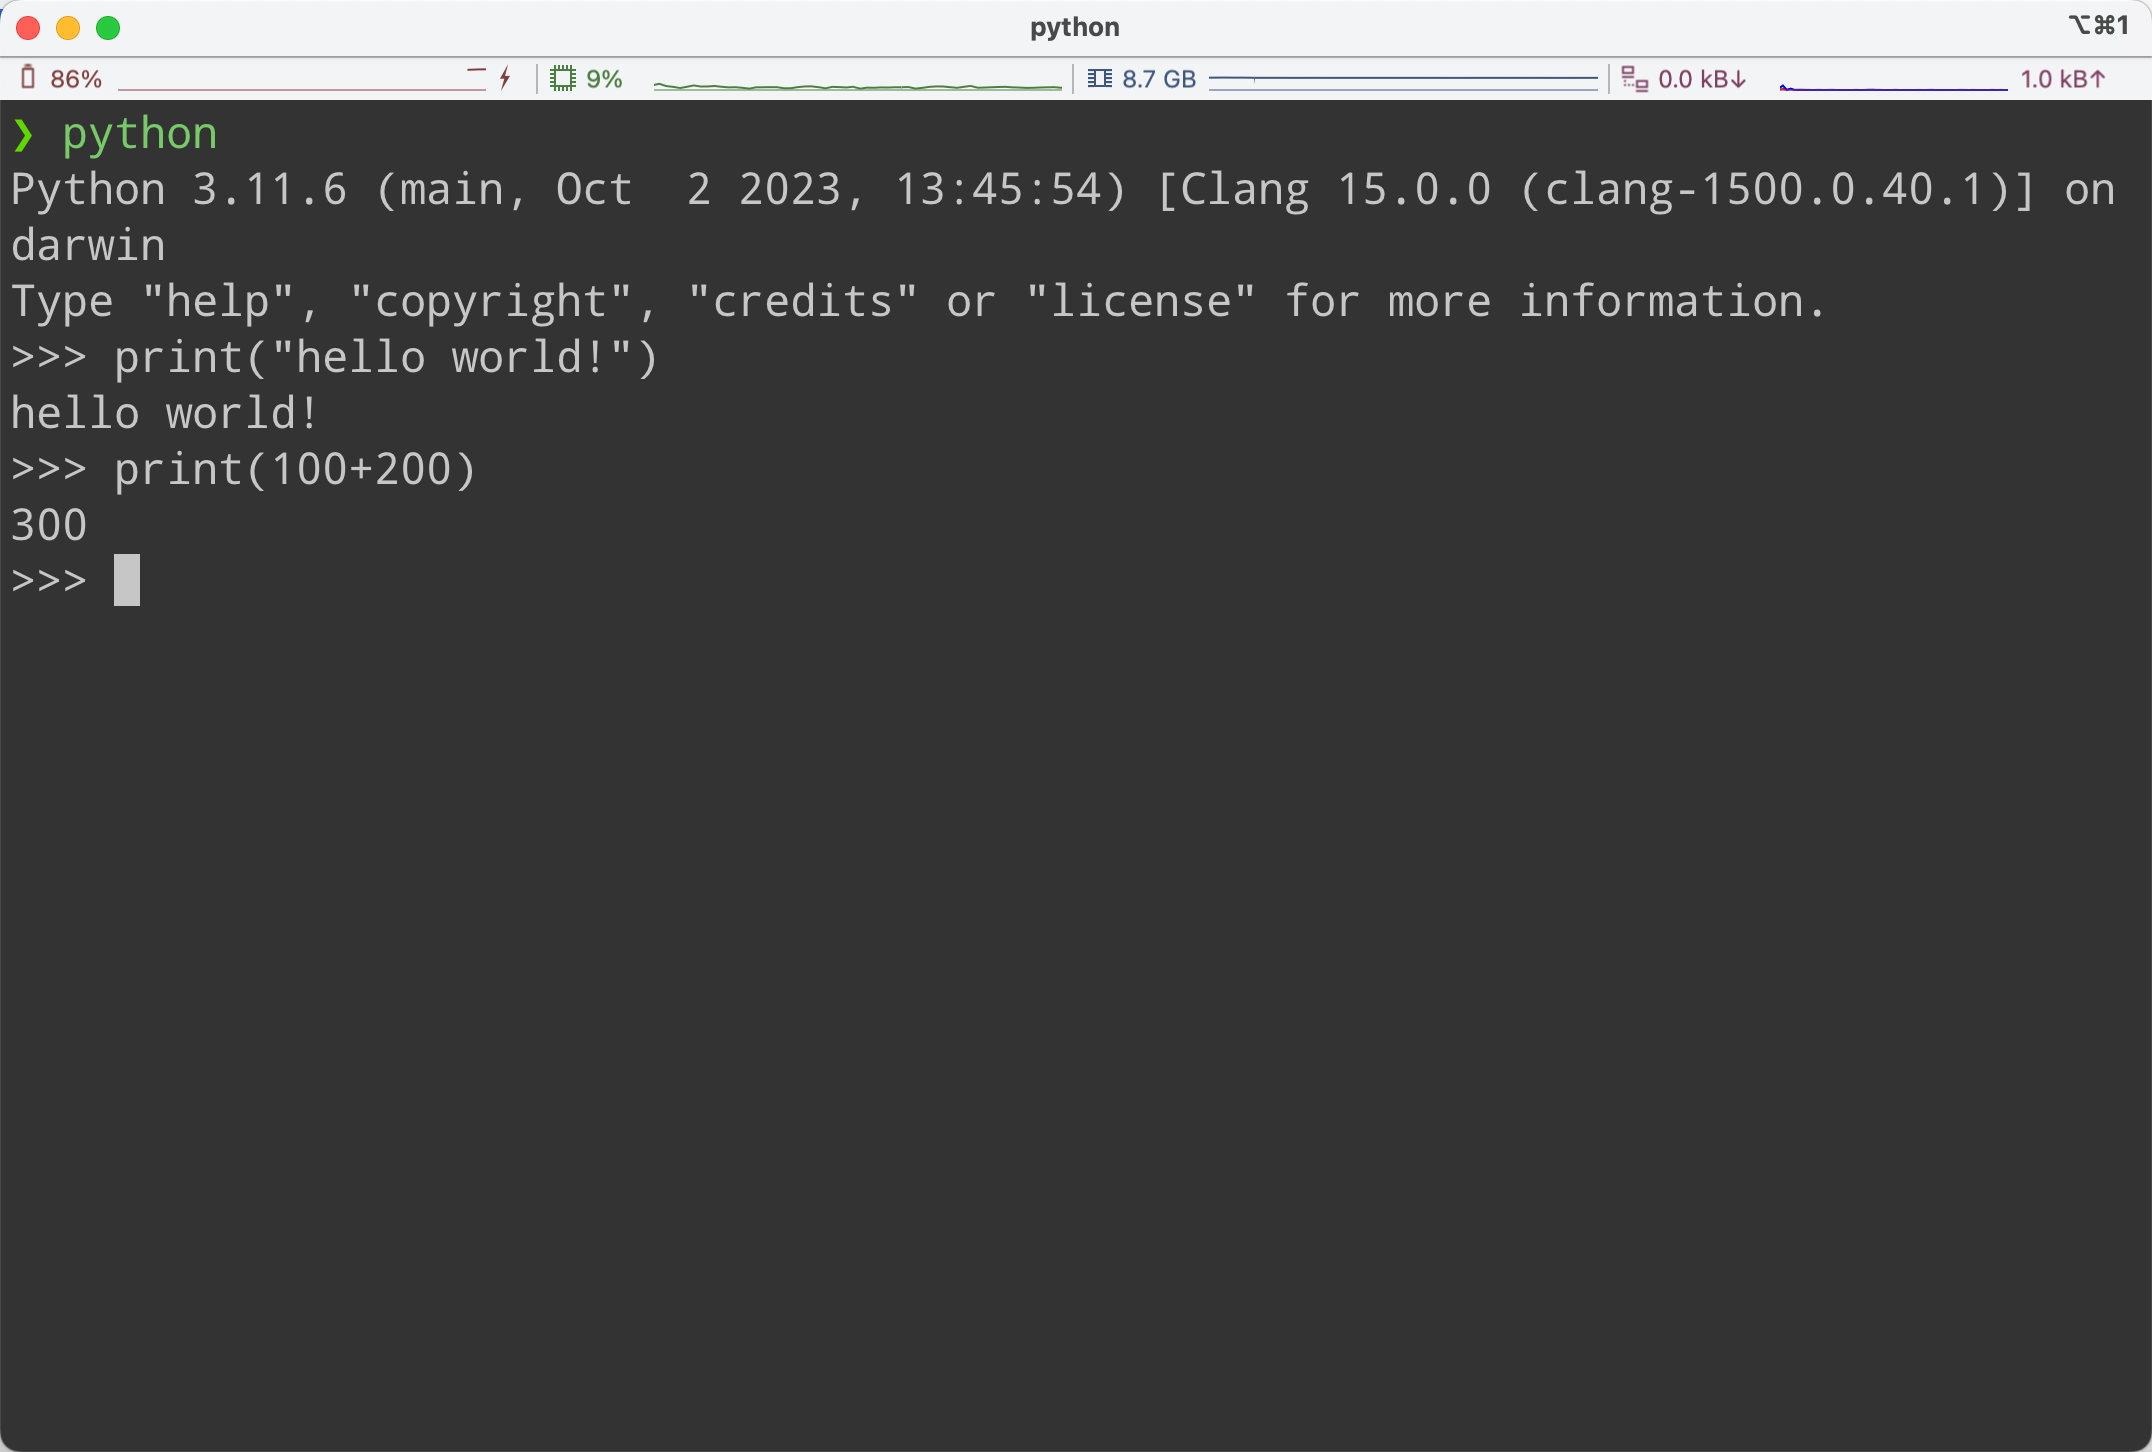 python
⌥⌘1
86% 9% 8.7 GB 0.0 kB↓ 1.0 kB↑
❯ python
Python 3.11.6 (main, Oct  2 2023, 13:45:54) [Clang 15.0.0 (clang-1500.0.40.1)] on
darwin
Type "help", "copyright", "credits" or "license" for more information.
>>> print("hello world!")
hello world!
>>> print(100+200)
300
>>>